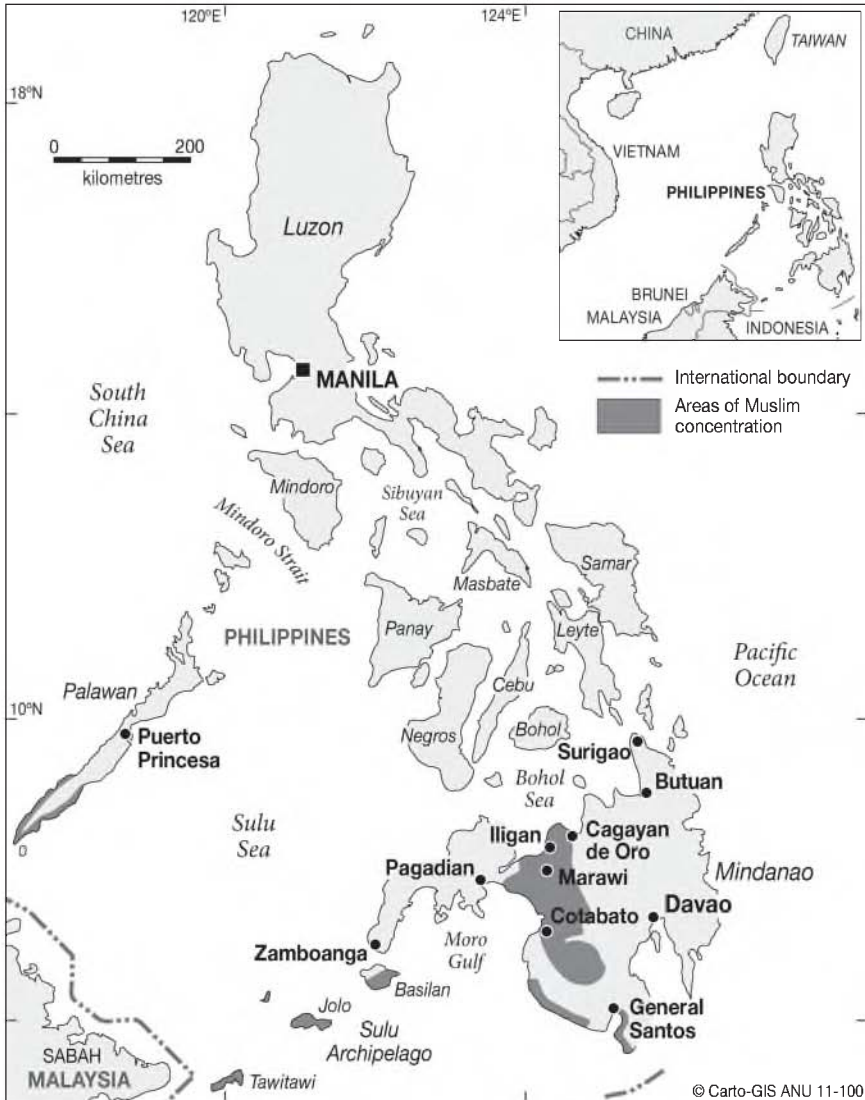 120°E
124°E
18°N
0
200
kilometres
CHINA
TAIWAN
VIETNAM
PHILIPPINES
BRUNEI
MALAYSIA
INDONESIA
Luzon
MANILA
International boundary
Areas of Muslim
concentration
South
China
Sea
Mindoro
Sibuyan
Sea
Mindoro Strait
Masbate
Samar
Panay
Leyte
PHILIPPINES
Pacific
Ocean
Palawan
Cebu
10°N
Negros
Bohol
Puerto
Princesa
Surigao
Bohol
Sea
Butuan
Sulu
Sea
Iligan
Cagayan
de Oro
Pagadian
Marawi
Mindanao
Cotabato
Davao
Moro
Gulf
Zamboanga
Basilan
Jolo
General
Santos
Sulu
Archipelago
SABAH
MALAYSIA
Tawitawi
© Carto-GIS ANU 11-100